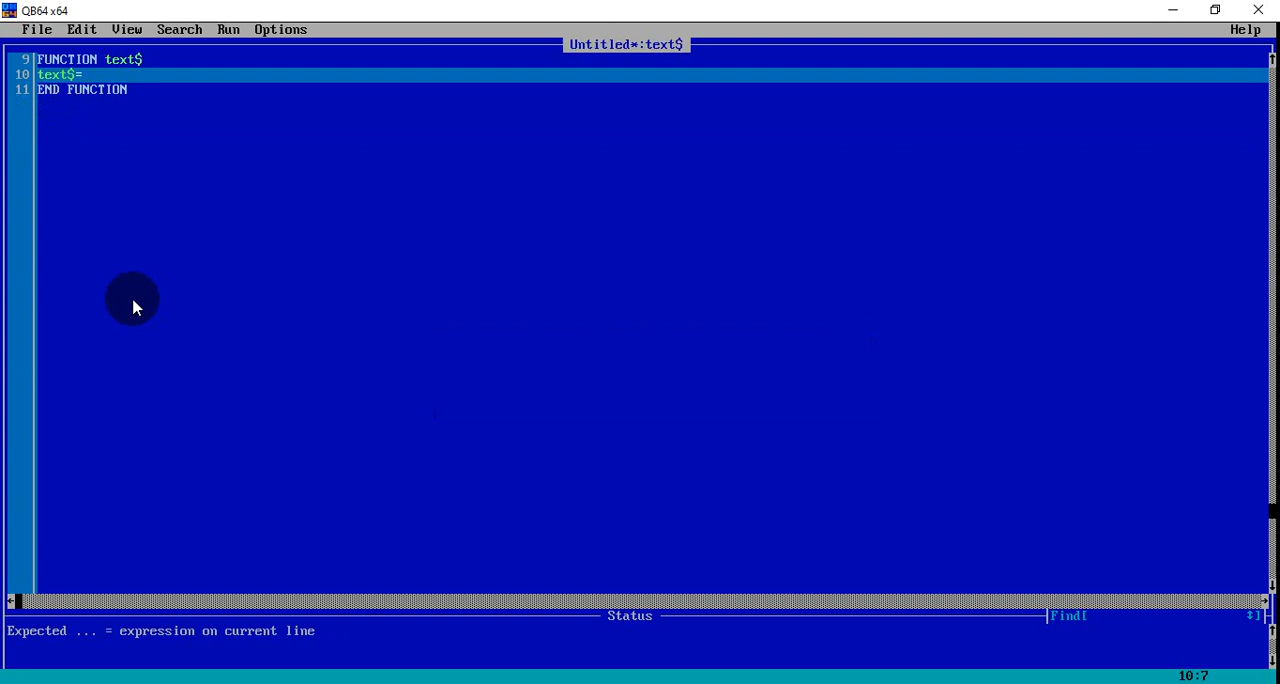 QB64 x64
File Edit View Search Run Options Help
Untitled*:text$
9 FUNCTION text$
10 text$=
11 END FUNCTION
Status Find[ ↕]
Expected ... = expression on current line
10:7